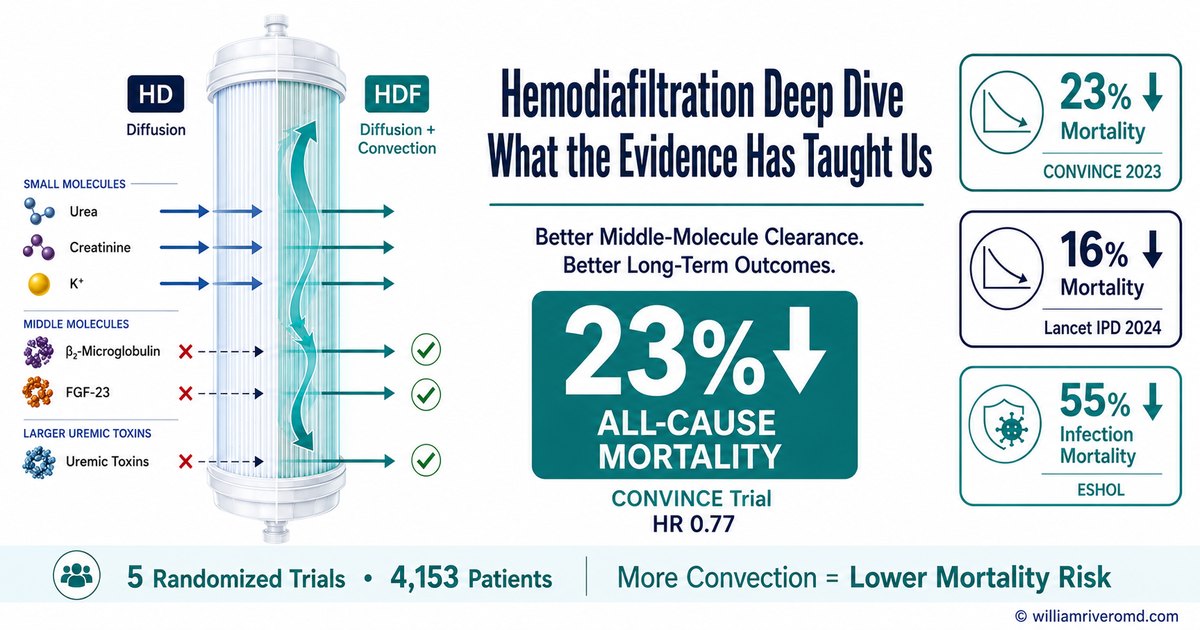 HD
Diffusion
HDF
Diffusion +
Convection
SMALL MOLECULES
Urea
Creatinine
K⁺
MIDDLE MOLECULES
β₂-Microglobulin
FGF-23
LARGER UREMIC TOXINS
Uremic Toxins
Hemodiafiltration Deep Dive
What the Evidence Has Taught Us
Better Middle-Molecule Clearance.
Better Long-Term Outcomes.
23%
ALL-CAUSE
MORTALITY
CONVINCE Trial
HR 0.77
23%
Mortality
CONVINCE 2023
16%
Mortality
Lancet IPD 2024
55%
Infection
Mortality
ESHOL
5 Randomized Trials • 4,153 Patients
More Convection = Lower Mortality Risk
© williamriveromd.com